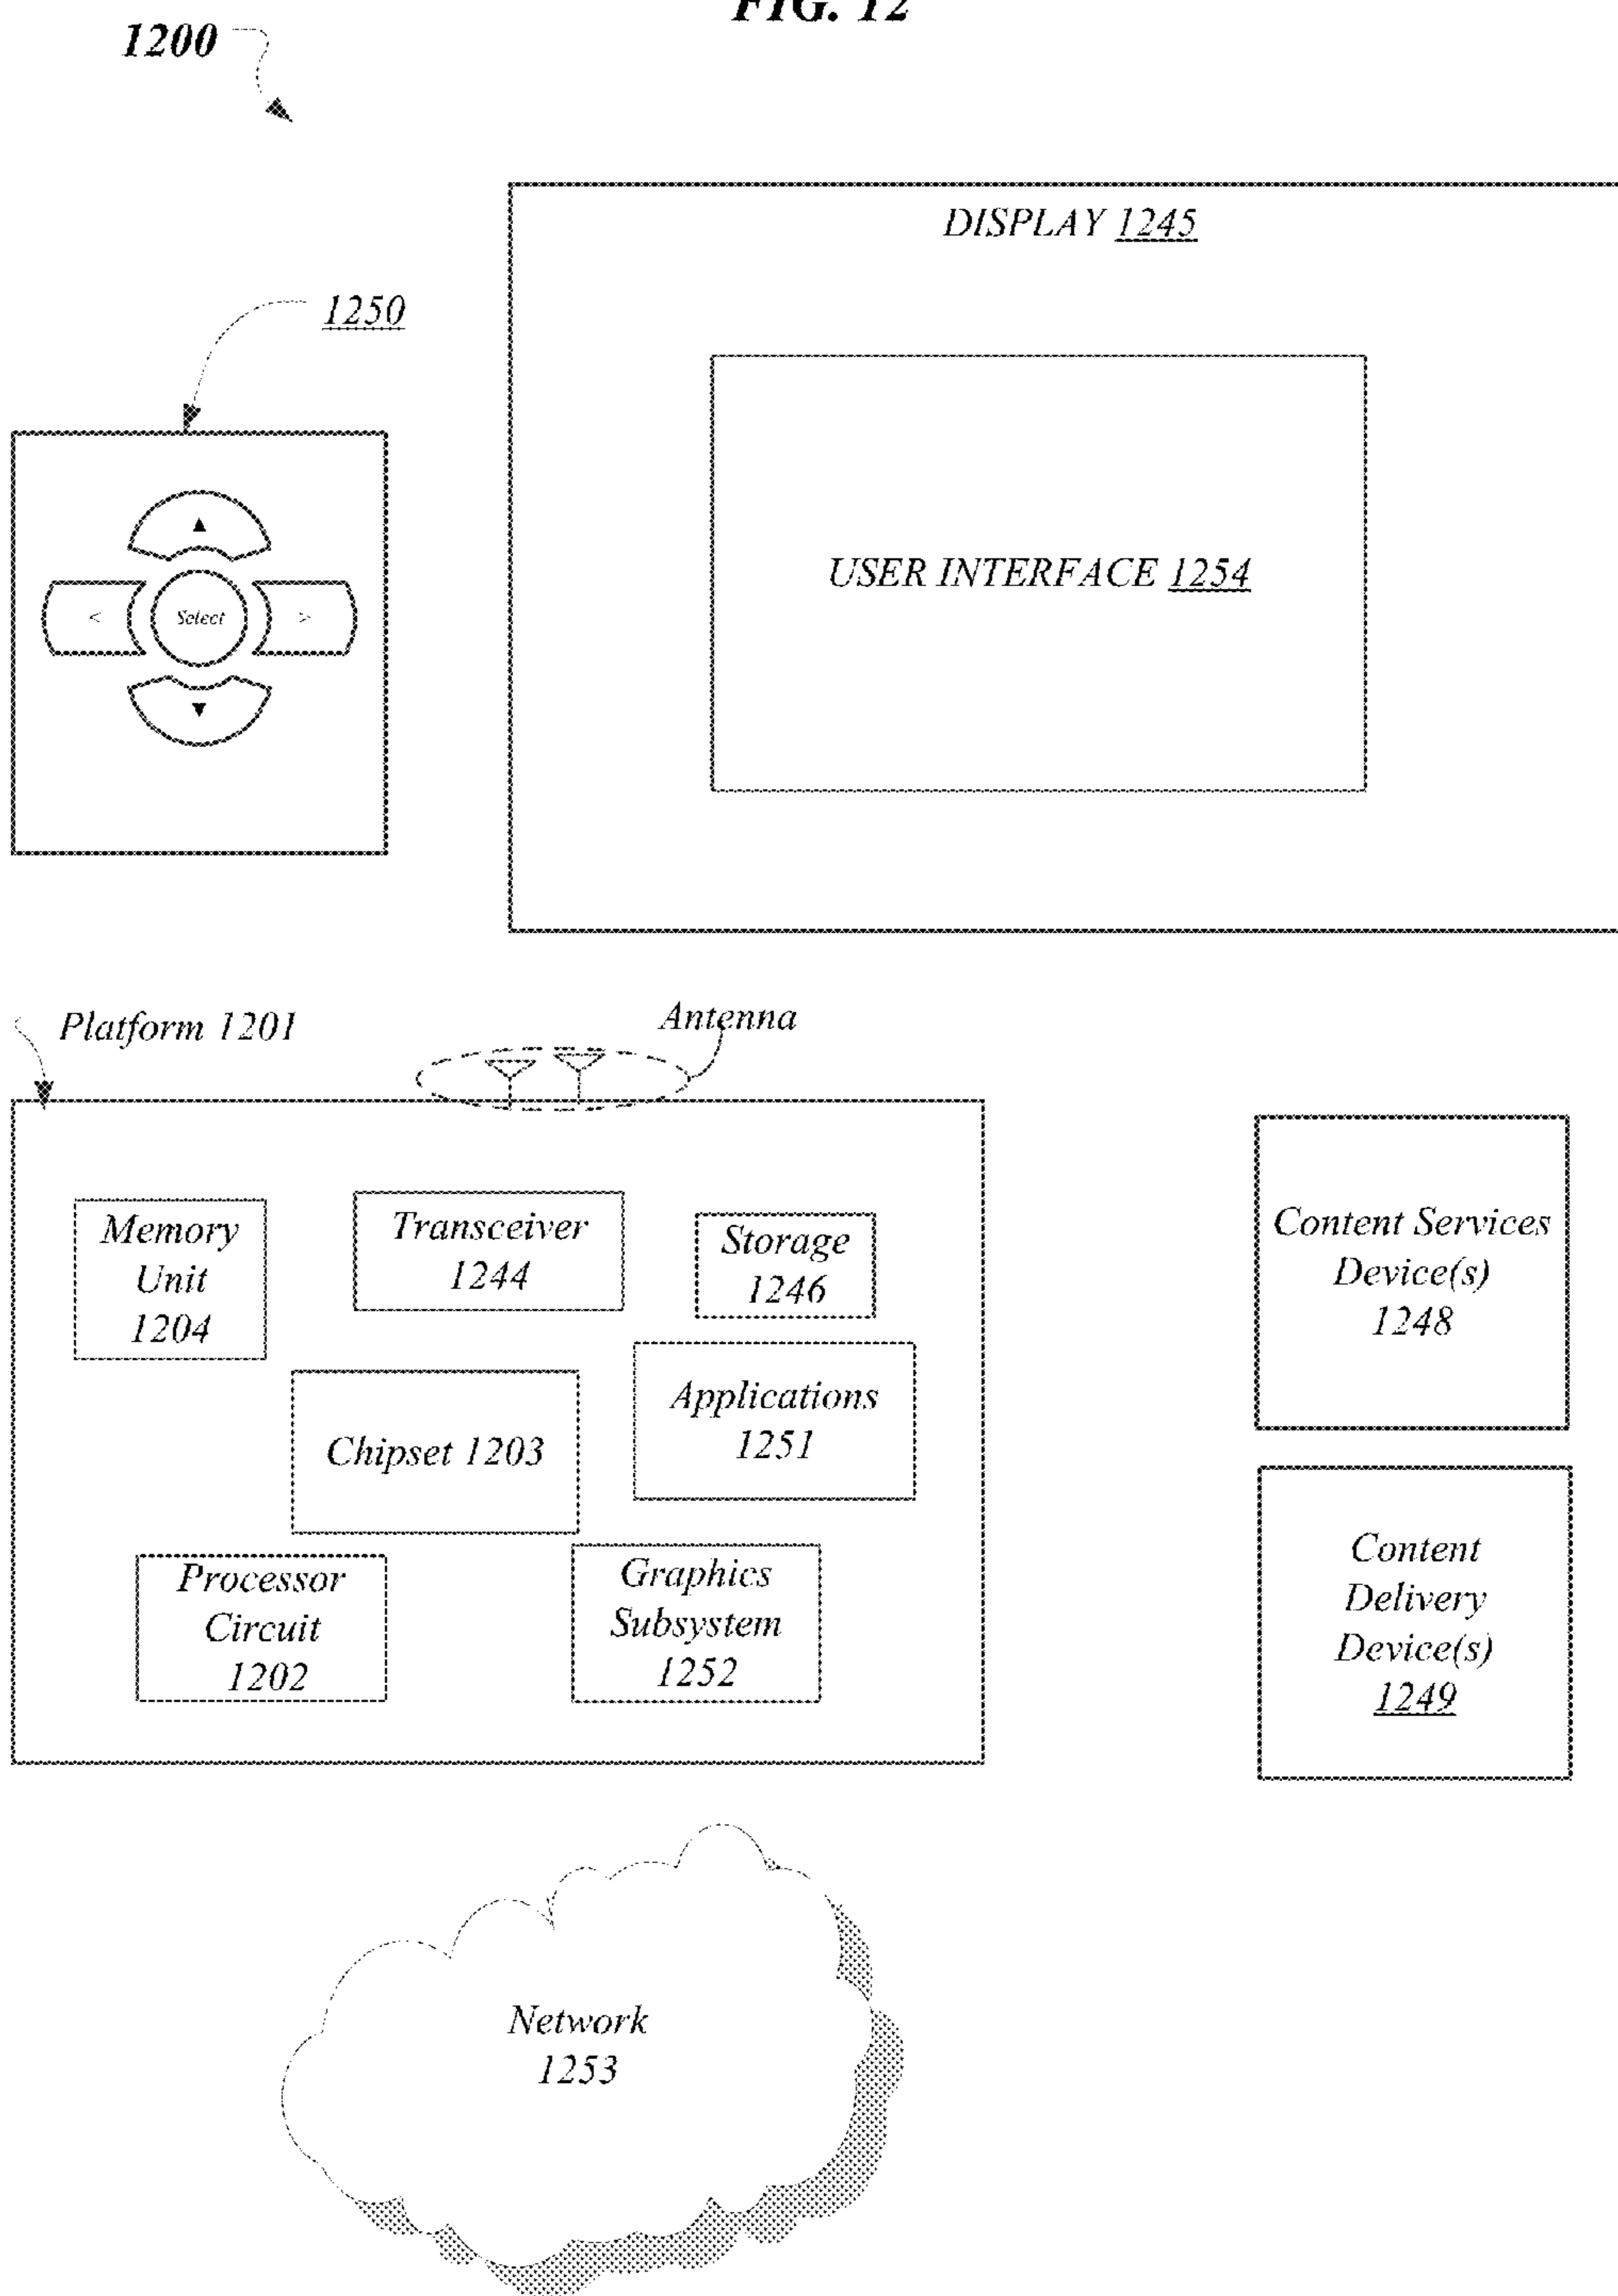 FIG. 12
1200
DISPLAY 1245
1250
USER INTERFACE 1254
▲
< Select >
▼
Platform 1201
Antenna
Memory
Unit
1204
Transceiver
1244
Storage
1246
Chipset 1203
Applications
1251
Processor
Circuit
1202
Graphics
Subsystem
1252
Content Services
Device(s)
1248
Content
Delivery
Device(s)
1249
Network
1253